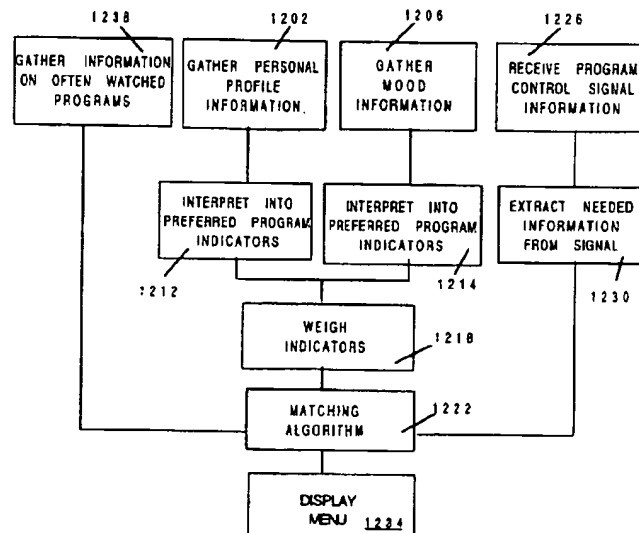 1238
1202
1206
1226
GATHER INFORMATION
ON OFTEN WATCHED
PROGRAMS
GATHER PERSONAL
PROFILE
INFORMATION.
GATHER
MOOD
INFORMATION
RECEIVE PROGRAM
CONTROL SIGNAL
INFORMATION
INTERPRET INTO
PREFERRED PROGRAM
INDICATORS
INTERPRET INTO
PREFERRED PROGRAM
INDICATORS
EXTRACT NEEDED
INFORMATION
FROM SIGNAL
1212
1214
1230
WEIGH
INDICATORS
1218
MATCHING
ALGORITHM
1222
DISPLAY
MENU 1234